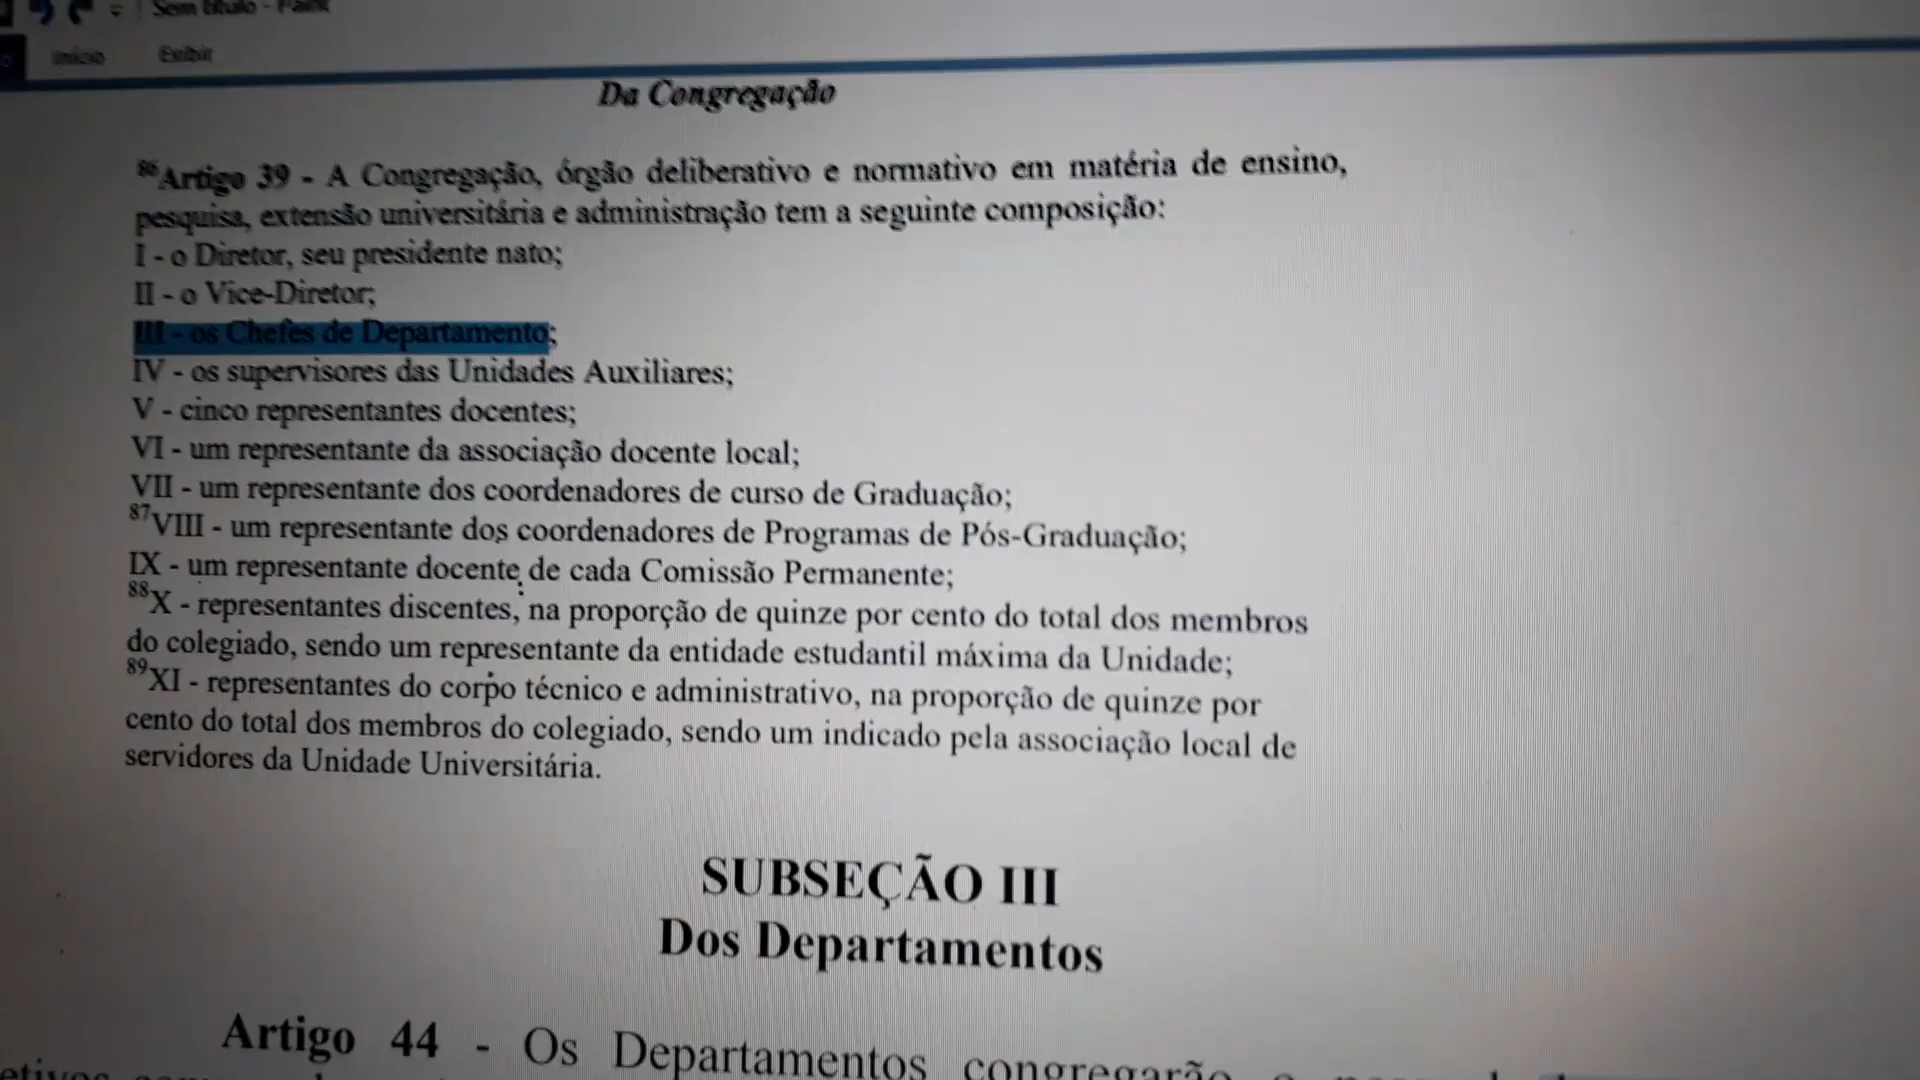 Sem título - Paint
Início Exibir
Da Congregação
86Artigo 39 - A Congregação, órgão deliberativo e normativo em matéria de ensino,
pesquisa, extensão universitária e administração tem a seguinte composição:
I - o Diretor, seu presidente nato;
II - o Vice-Diretor;
III - os Chefes de Departamento;
IV - os supervisores das Unidades Auxiliares;
V - cinco representantes docentes;
VI - um representante da associação docente local;
VII - um representante dos coordenadores de curso de Graduação;
87VIII - um representante dos coordenadores de Programas de Pós-Graduação;
IX - um representante docente de cada Comissão Permanente;
88X - representantes discentes, na proporção de quinze por cento do total dos membros
do colegiado, sendo um representante da entidade estudantil máxima da Unidade;
89XI - representantes do corpo técnico e administrativo, na proporção de quinze por
cento do total dos membros do colegiado, sendo um indicado pela associação local de
servidores da Unidade Universitária.
SUBSEÇÃO III
Dos Departamentos
Artigo 44 - Os Departamentos congregarão o